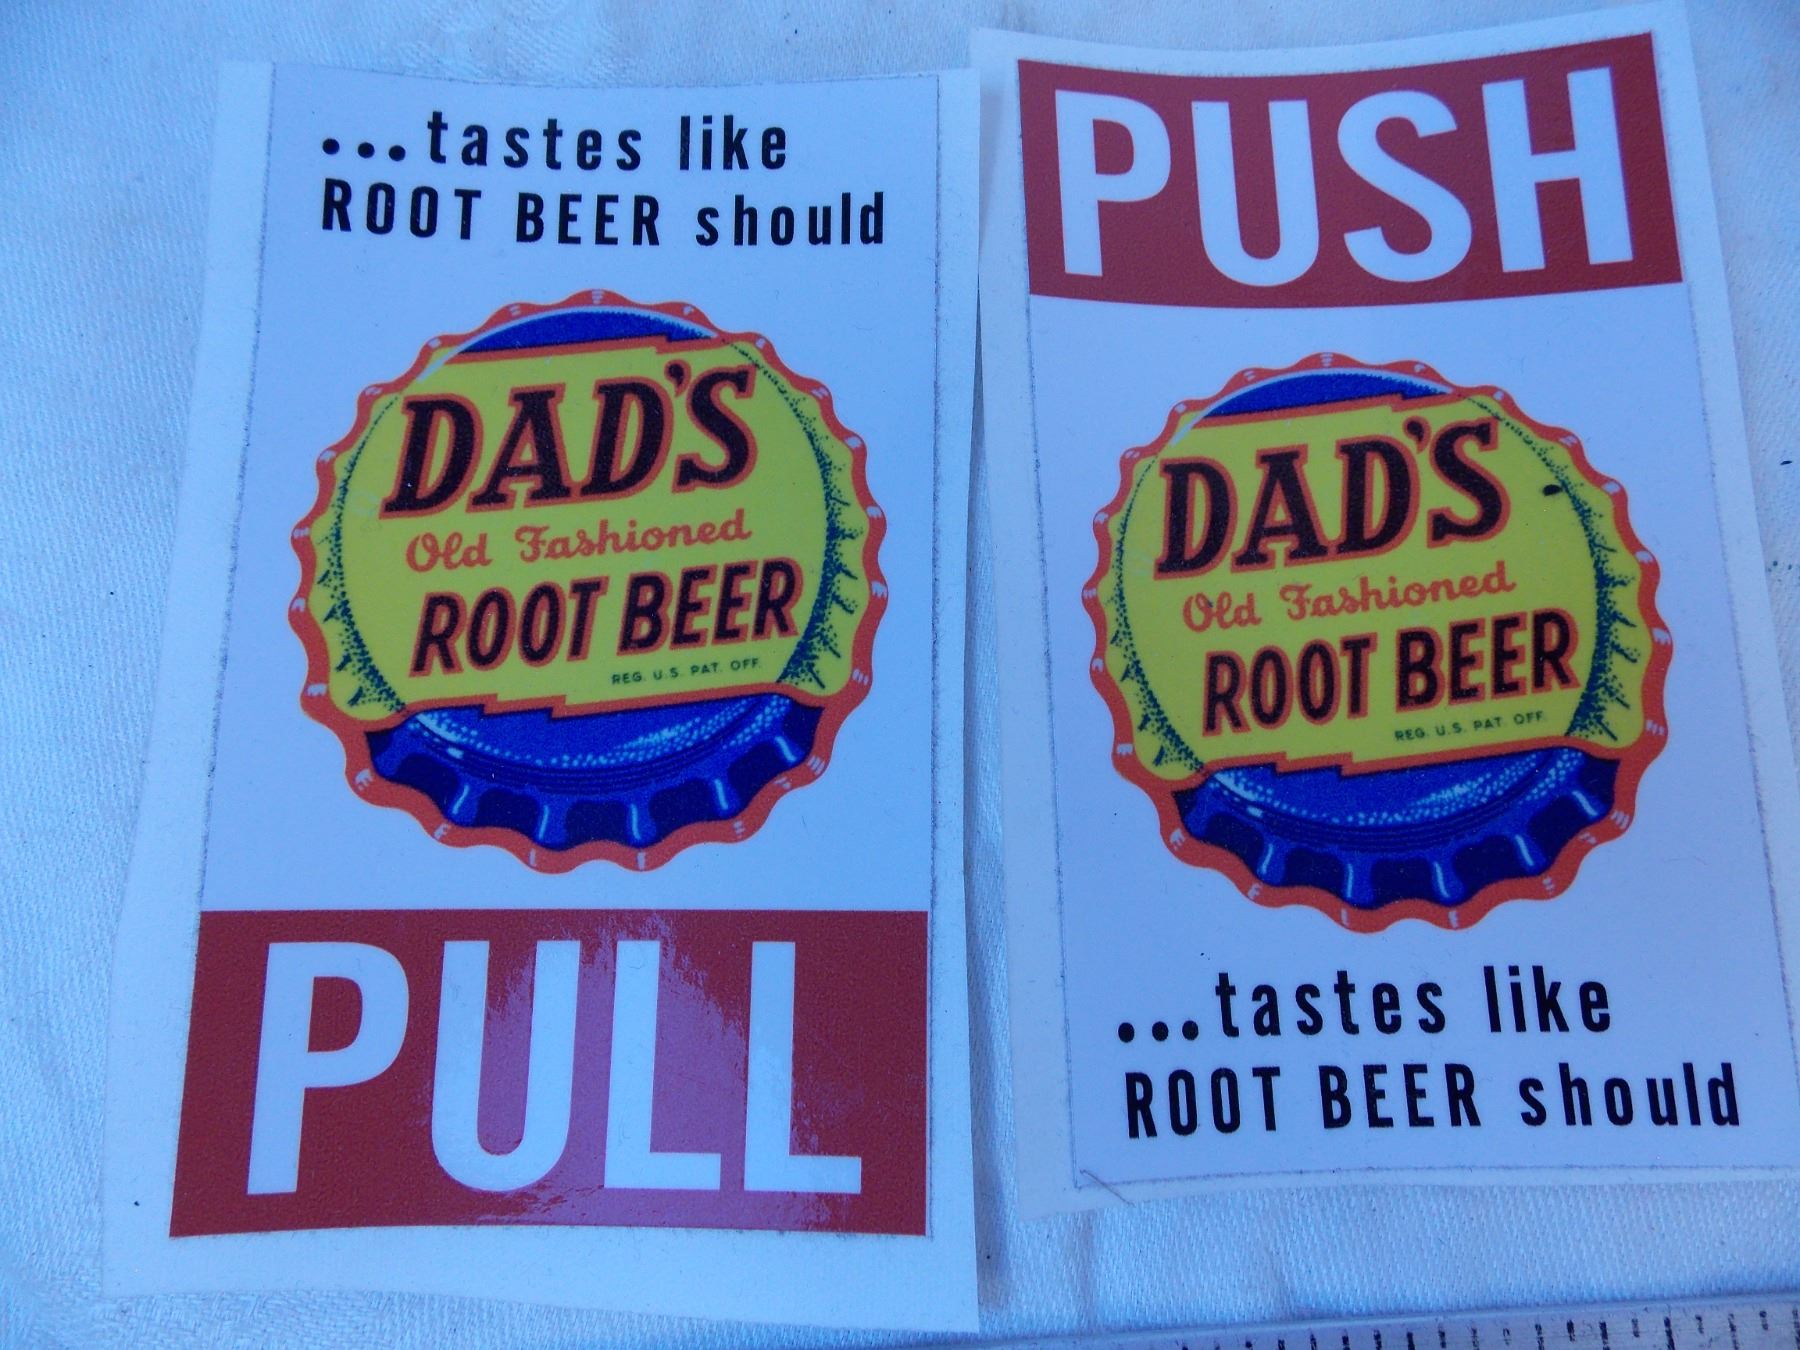 ...tastes like
ROOT BEER should
DAD'S
Old Fashioned
ROOT BEER
REG. U.S. PAT. OFF.
PULL
PUSH
DAD'S
Old Fashioned
ROOT BEER
REG. U.S. PAT. OFF.
...tastes like
ROOT BEER should